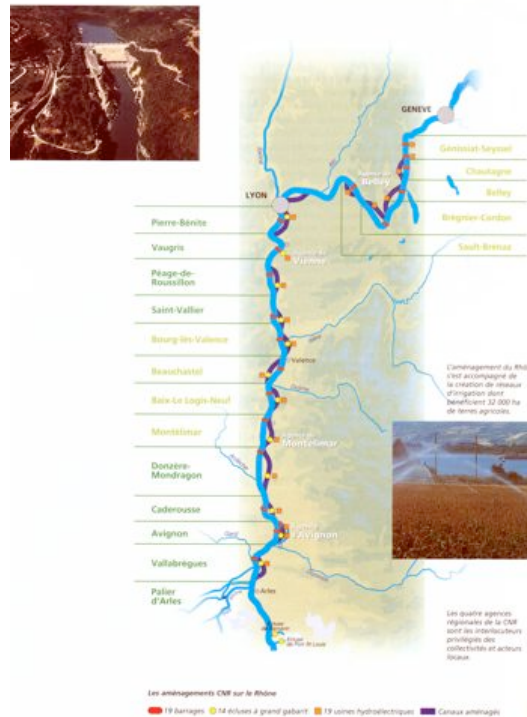 GENEVE
Génissiat-Seyssel
Chautagne
Belley
Belley
Brégnier-Cordon
Sault-Brenaz
LYON
Pierre-Bénite
Vaugris
Vienne
Péage-de-
Roussillon
Saint-Vallier
Bourg-lès-Valence
Valence
Beauchastel
Baix-Le Logis-Neuf
Montélimar
Montélimar
Donzère-
Mondragon
Caderousse
Avignon
d'Avignon
Vallabrègues
Palier
d'Arles
Arles
L'aménagement du Rhône
s'est accompagné de
la création de réseaux
d'irrigation dont
bénéficient 32 000 ha
de terres agricoles.
Les quatre agences
régionales de la CNR
sont les interlocuteurs
privilégiés des
collectivités et acteurs
locaux.
Les aménagements CNR sur le Rhône
19 barrages
14 écluses à grand gabarit
19 usines hydroélectriques
Canaux aménagés